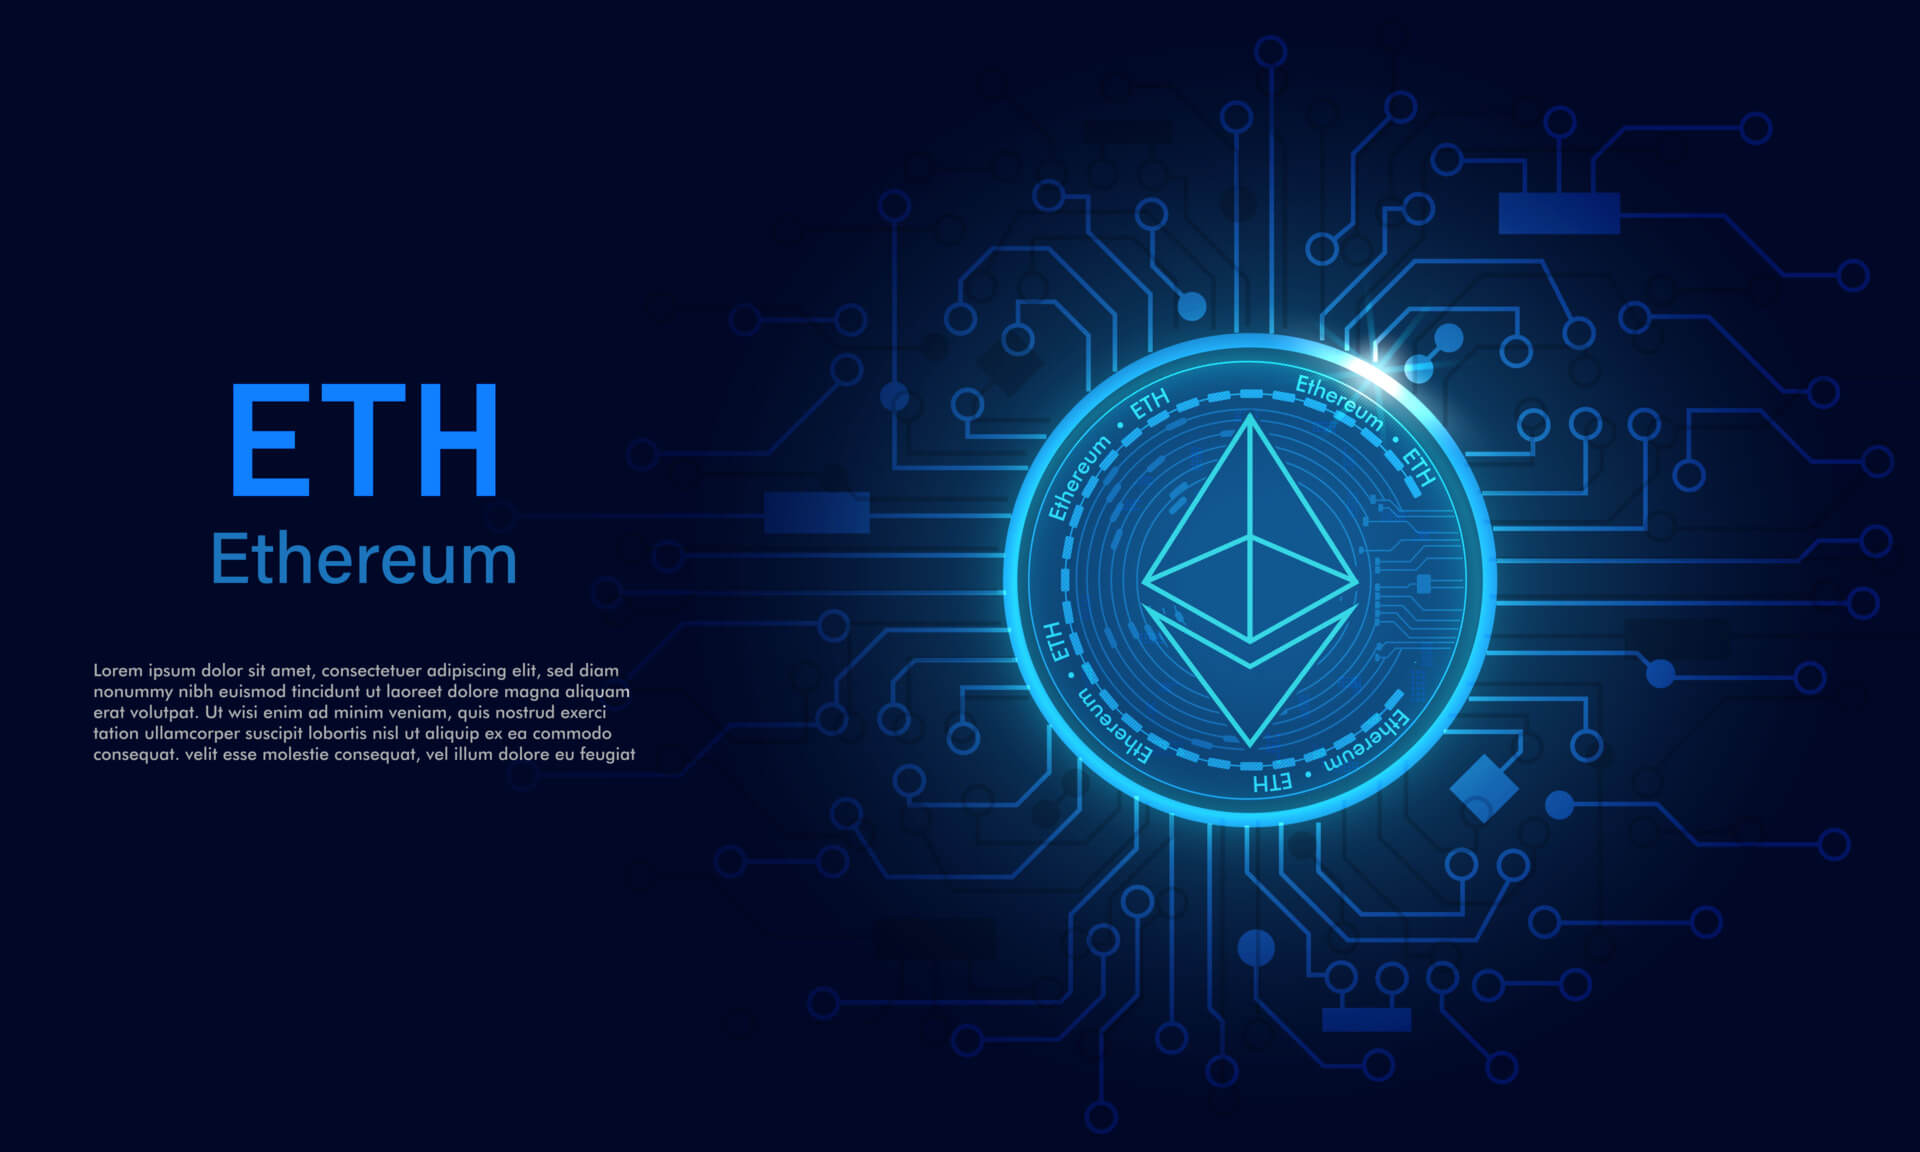 ETH
Ethereum
Lorem ipsum dolor sit amet, consectetuer adipiscing elit, sed diam
nonummy nibh euismod tincidunt ut laoreet dolore magna aliquam
erat volutpat. Ut wisi enim ad minim veniam, quis nostrud exerci
tation ullamcorper suscipit lobortis nisl ut aliquip ex ea commodo
consequat. velit esse molestie consequat, vel illum dolore eu feugiat
Ethereum • ETH
Ethereum • ETH
Ethereum • ETH • Ethereum • ETH